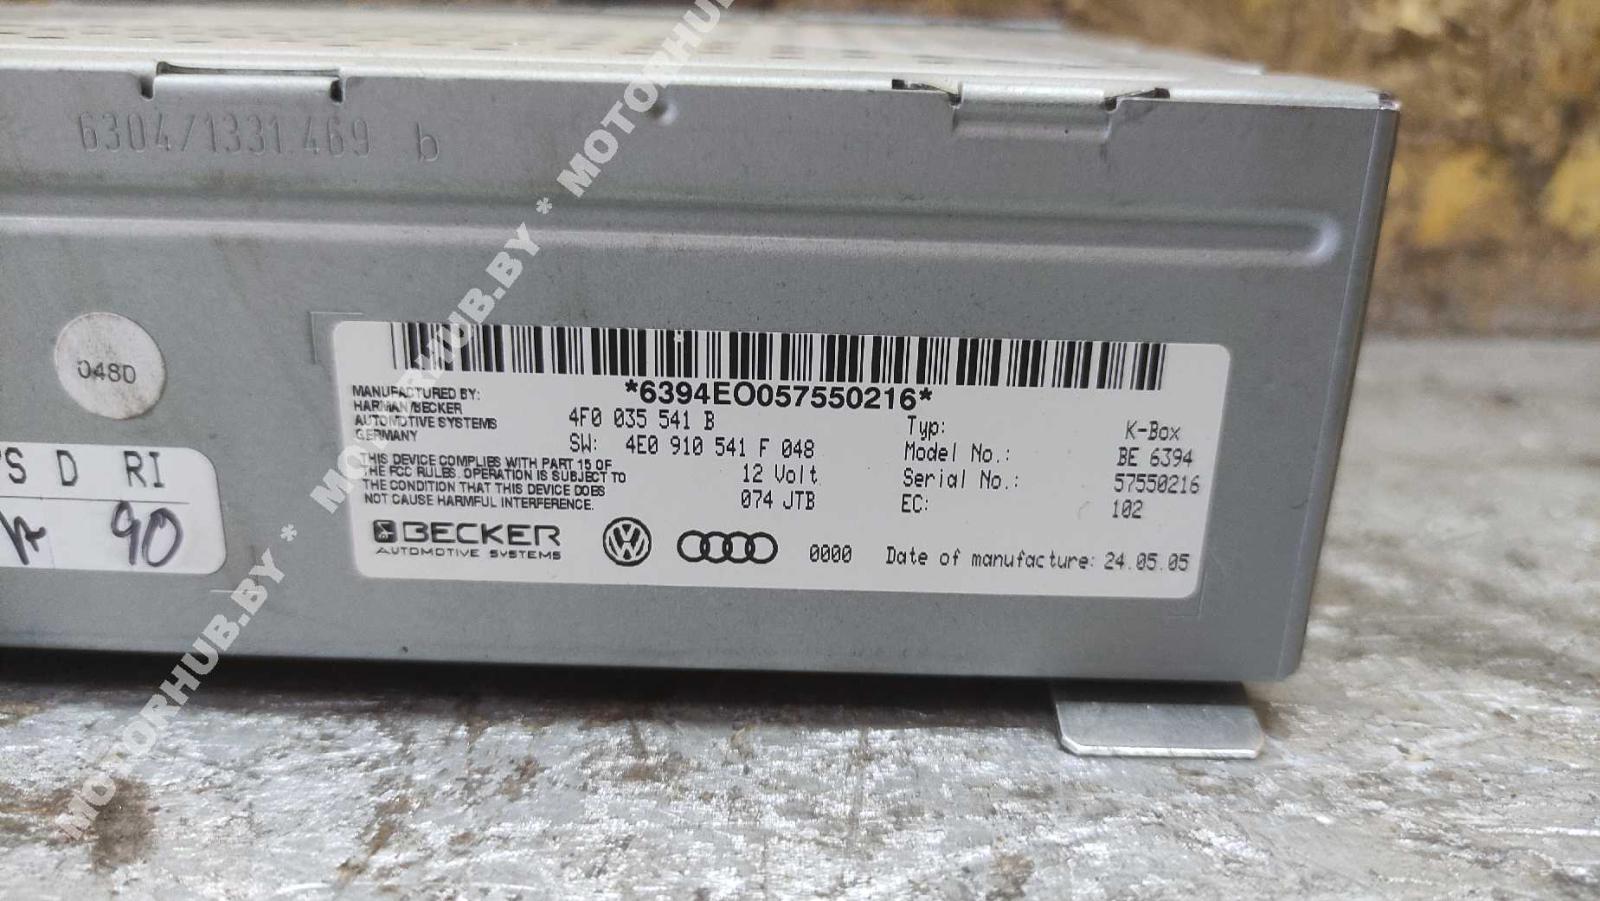 6304/1331.469 b
0480
S D RI
90
*6394EO057550216*
MANUFACTURED BY:
HARMAN/BECKER
AUTOMOTIVE SYSTEMS
GERMANY
THIS DEVICE COMPLIES WITH PART 15 OF
THE FCC RULES. OPERATION IS SUBJECT TO
THE CONDITION THAT THIS DEVICE DOES
NOT CAUSE HARMFUL INTERFERENCE.
4F0 035 541 B
SW: 4E0 910 541 F 048
12 Volt
074 JTB
Typ: K-Box
Model No.: BE 6394
Serial No.: 57550216
EC: 102
BECKER
AUTOMOTIVE SYSTEMS
0000
Date of manufacture: 24.05.05
MOTORHUB.BY * MOTORHUB.BY * MOTORHUB